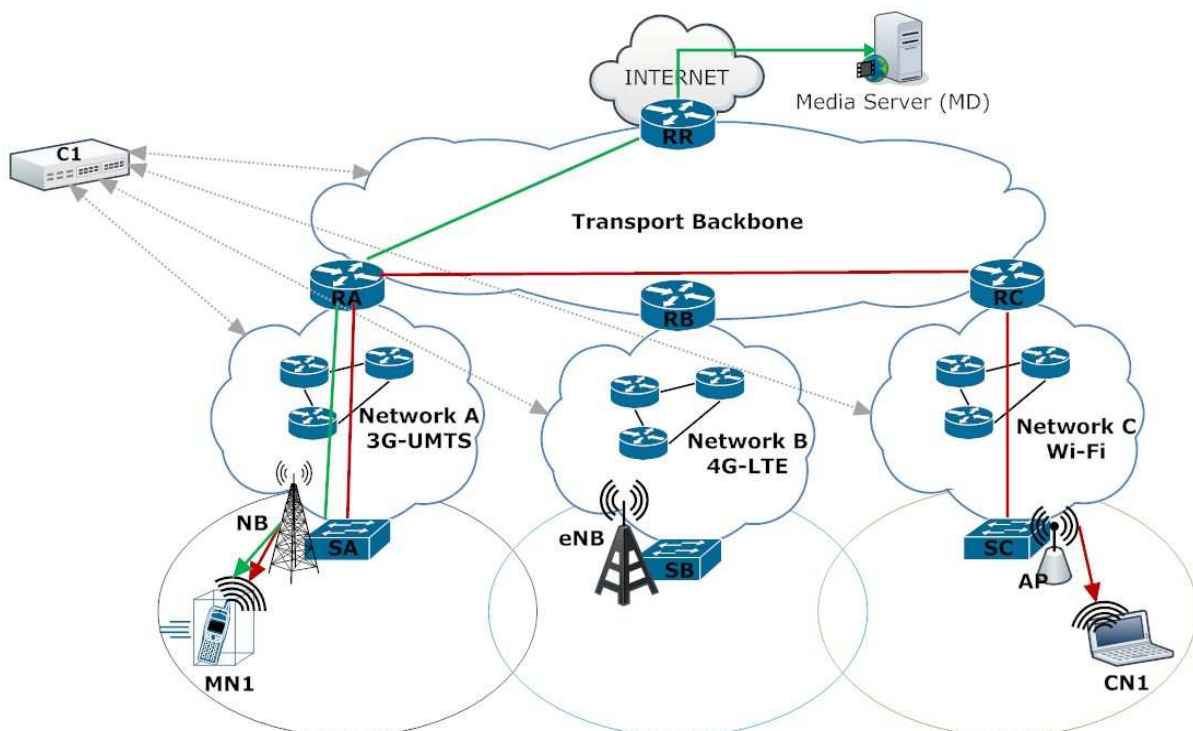 INTERNET
Media Server (MD)
RR
C1
Transport Backbone
RA
RB
RC
Network A
3G-UMTS
Network B
4G-LTE
Network C
Wi-Fi
NB
SA
eNB
SB
SC
AP
MN1
CN1